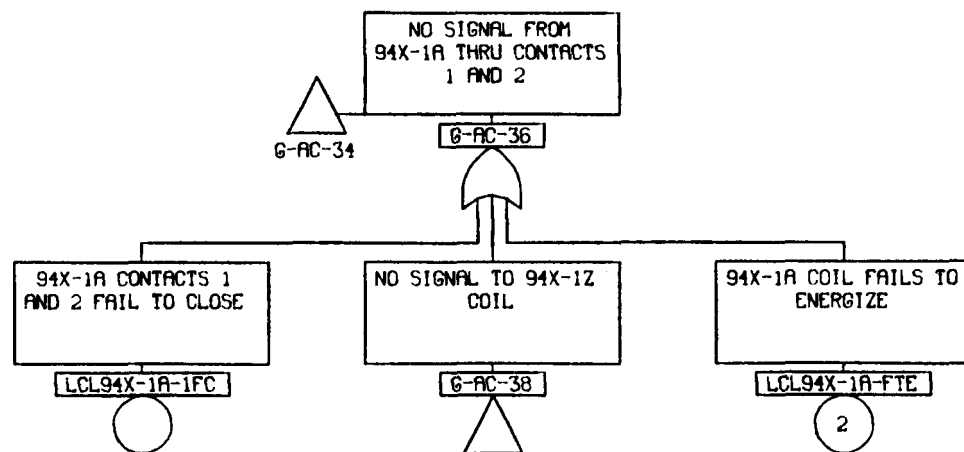 NO SIGNAL FROM
94X-1A THRU CONTACTS
1 AND 2
G-AC-34
G-AC-36
94X-1A CONTACTS 1
AND 2 FAIL TO CLOSE
NO SIGNAL TO 94X-1Z
COIL
94X-1A COIL FAILS TO
ENERGIZE
LCL94X-1A-1FC
G-AC-38
LCL94X-1A-FTE
2